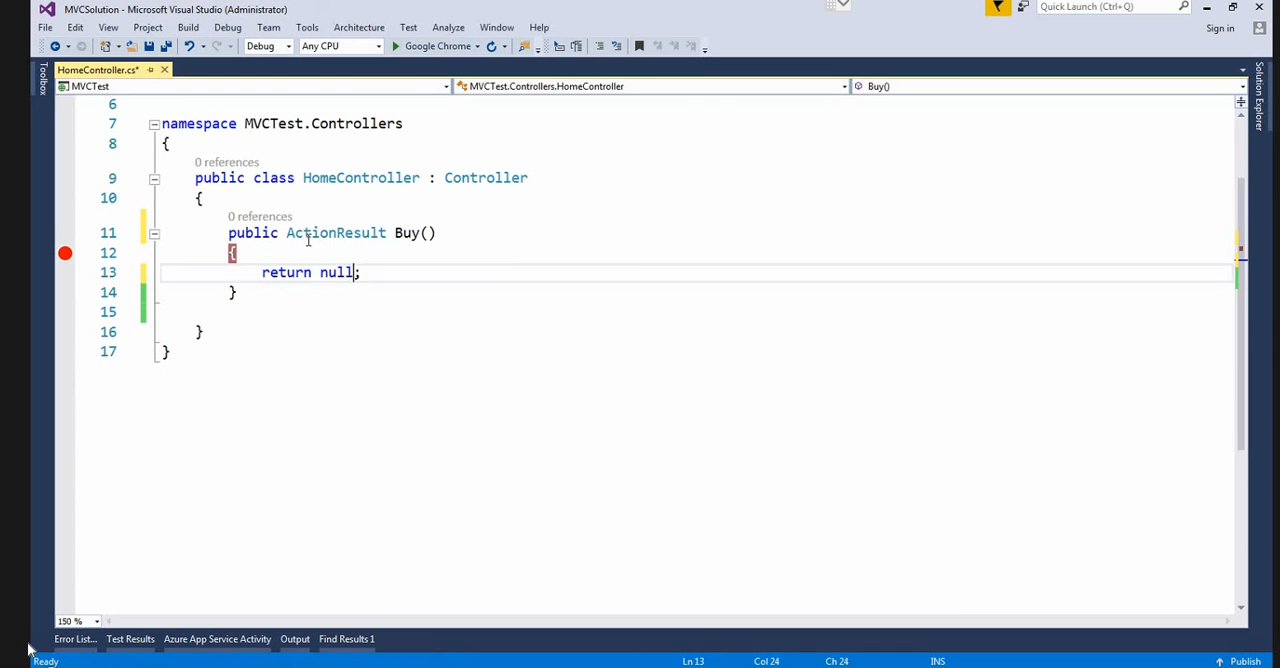 MVCSolution - Microsoft Visual Studio (Administrator)
Quick Launch (Ctrl+Q)
File Edit View Project Build Debug Team Tools Architecture Test Analyze Window Help
Sign in
Debug Any CPU Google Chrome
HomeController.cs*
MVCTest MVCTest.Controllers.HomeController Buy()
Toolbox
Solution Explorer
6
7 namespace MVCTest.Controllers
8 {
0 references
9 public class HomeController : Controller
10 {
0 references
11 public ActionResult Buy()
12 {
13 return null;
14 }
15
16 }
17 }
150 %
Error List... Test Results Azure App Service Activity Output Find Results 1
Ready Ln 13 Col 24 Ch 24 INS Publish